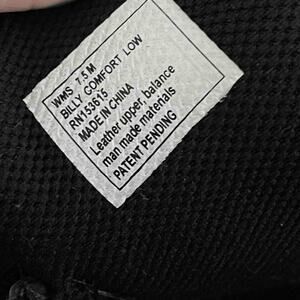 WMS 7.5 M
BILLY COMFORT LOW
RN153615
MADE IN CHINA
Leather upper, balance
man made materials
PATENT PENDING